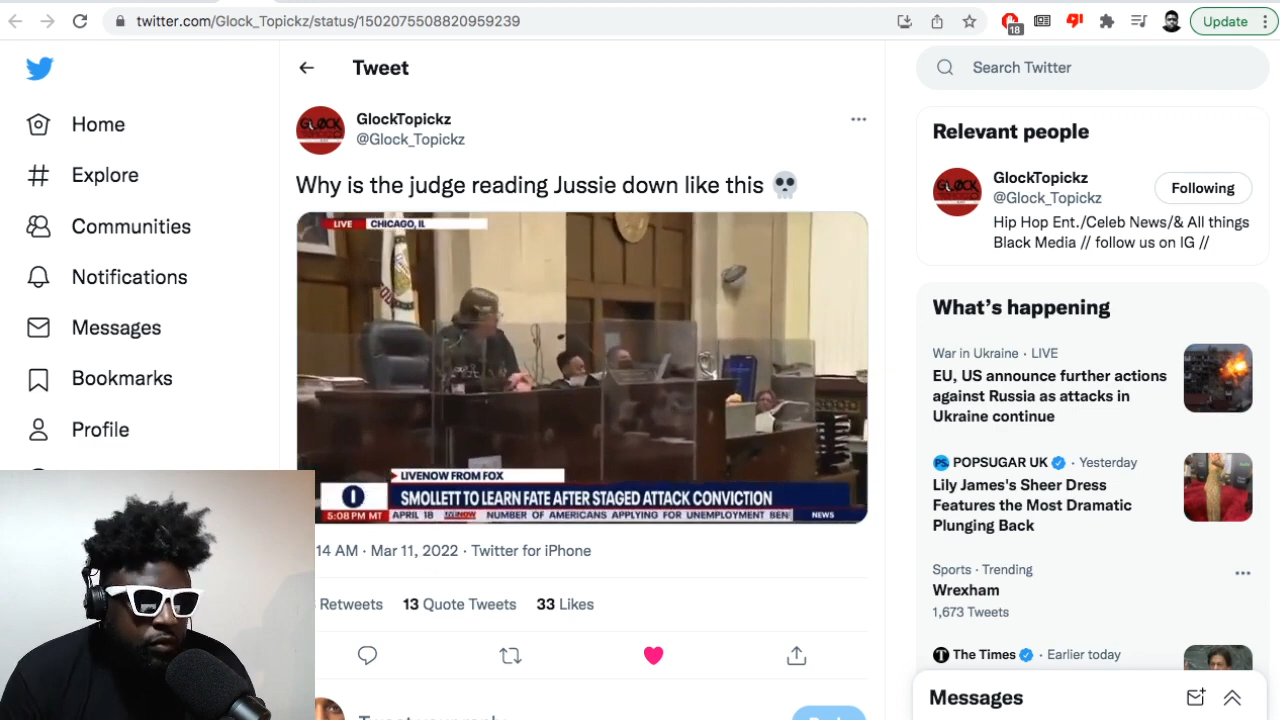 twitter.com/Glock_Topickz/status/1502075508820959239
18
Update
Home
Explore
Communities
Notifications
Messages
Bookmarks
Profile
Tweet
GlockTopickz
@Glock_Topickz
Why is the judge reading Jussie down like this
LIVE CHICAGO, IL
LIVENOW FROM FOX
SMOLLETT TO LEARN FATE AFTER STAGED ATTACK CONVICTION
5:08 PM MT APRIL 18 NUMBER OF AMERICANS APPLYING FOR UNEMPLOYMENT BEN NEWS
14 AM · Mar 11, 2022 · Twitter for iPhone
Retweets 13 Quote Tweets 33 Likes
Search Twitter
Relevant people
GLOCK
GlockTopickz
@Glock_Topickz
Following
Hip Hop Ent./Celeb News/& All things
Black Media // follow us on IG //
What's happening
War in Ukraine · LIVE
EU, US announce further actions
against Russia as attacks in
Ukraine continue
POPSUGAR UK · Yesterday
Lily James's Sheer Dress
Features the Most Dramatic
Plunging Back
Sports · Trending
Wrexham
1,673 Tweets
The Times · Earlier today
Messages